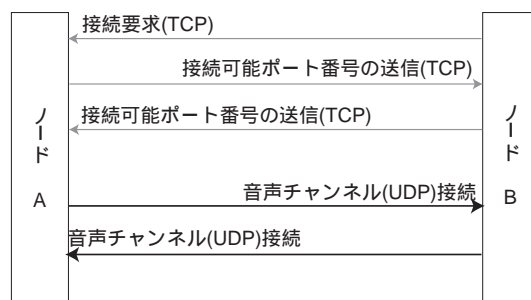 接続要求(TCP)
接続可能ポート番号の送信(TCP)
接続可能ポート番号の送信(TCP)
ノード A
ノード B
音声チャンネル(UDP)接続
音声チャンネル(UDP)接続